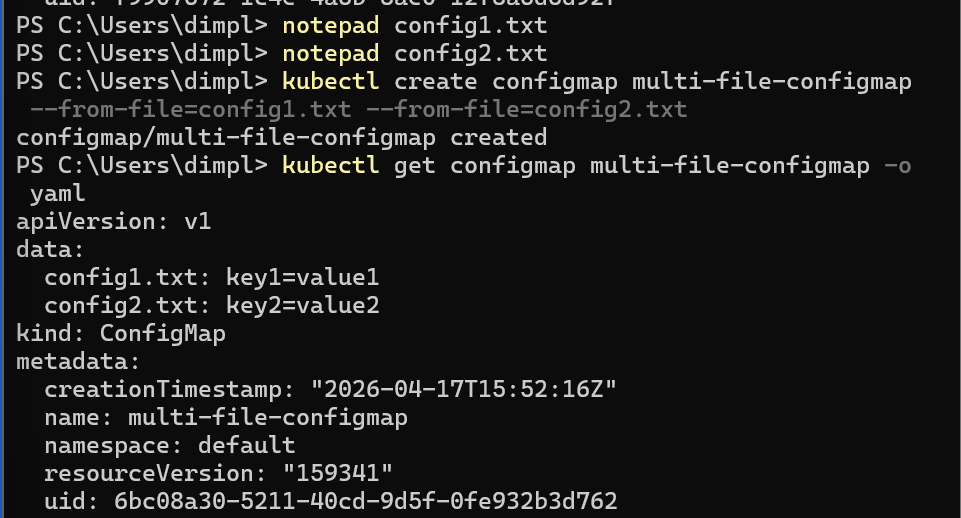 PS C:\Users\dimpl> notepad config1.txt
PS C:\Users\dimpl> notepad config2.txt
PS C:\Users\dimpl> kubectl create configmap multi-file-configmap
--from-file=config1.txt --from-file=config2.txt
configmap/multi-file-configmap created
PS C:\Users\dimpl> kubectl get configmap multi-file-configmap -o
yaml
apiVersion: v1
data:
  config1.txt: key1=value1
  config2.txt: key2=value2
kind: ConfigMap
metadata:
  creationTimestamp: "2026-04-17T15:52:16Z"
  name: multi-file-configmap
  namespace: default
  resourceVersion: "159341"
  uid: 6bc08a30-5211-40cd-9d5f-0fe932b3d762